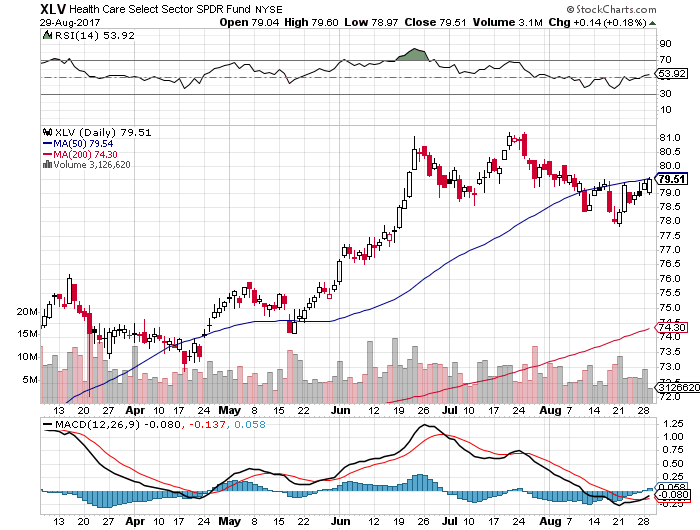 XLV Health Care Select Sector SPDR Fund NYSE © StockCharts.com
29-Aug-2017 Open 79.04 High 79.60 Low 78.97 Close 79.51 Volume 3.1M Chg +0.14 (+0.18%)
RSI(14) 53.92
90
70
53.92
30
10
XLV (Daily) 79.51
MA(50) 79.54
MA(200) 74.30
Volume 3,126,620
81.0
80.5
80.0
79.51
79.0
78.5
78.0
77.5
77.0
76.5
76.0
75.5
75.0
20M 74.5
74.30
15M 74.0
73.5
10M 73.0
5M 72.5
3126620
72.0
13 20 27 Apr 10 17 24 May 8 15 22 Jun 12 19 26 Jul 10 17 24 Aug 7 14 21 28
MACD(12,26,9) -0.080, -0.137, 0.058
1.25
1.00
0.75
0.50
0.25
0.058
-0.080
-0.25
13 20 27 Apr 10 17 24 May 8 15 22 Jun 12 19 26 Jul 10 17 24 Aug 7 14 21 28